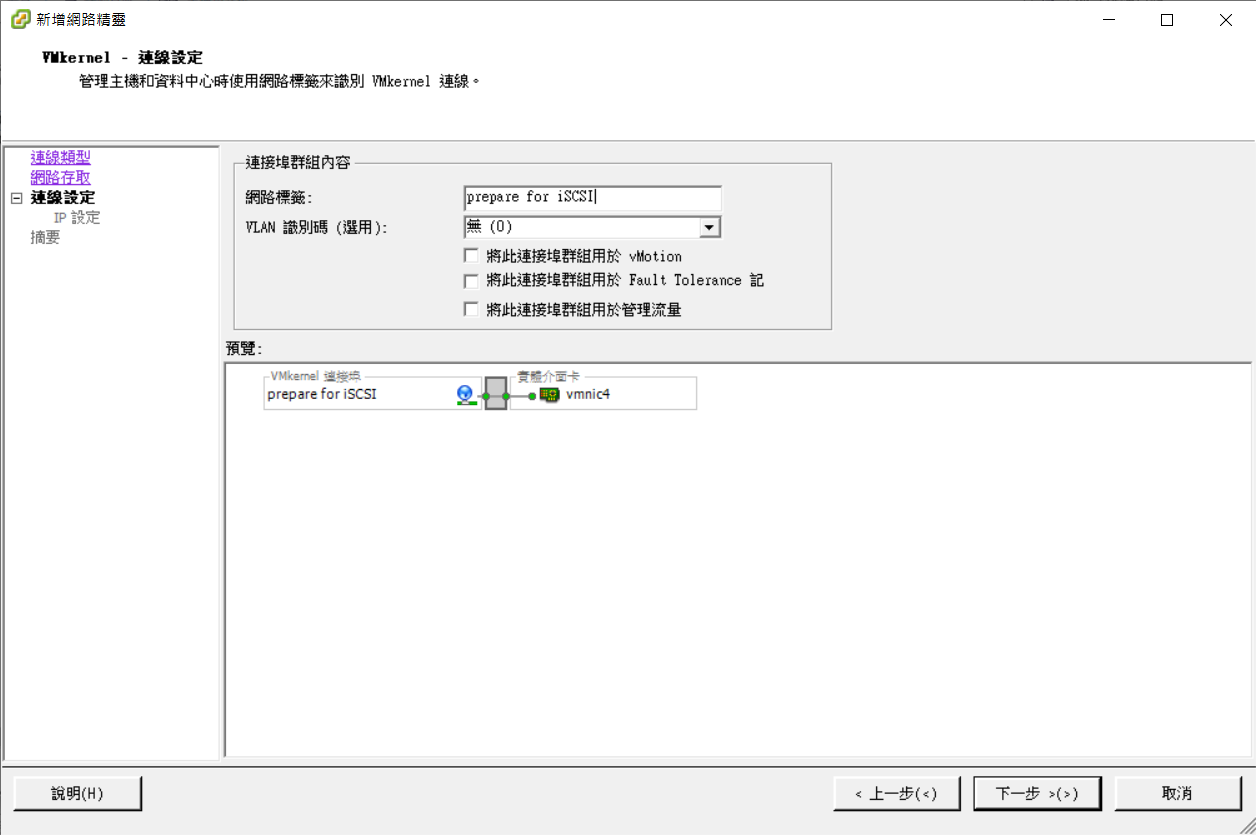 新增網路精靈
VMkernel - 連線設定
管理主機和資料中心時使用網路標籤來識別 VMkernel 連線。
連線類型
網路存取
連線設定
IP 設定
摘要
連接埠群組內容
網路標籤:
prepare for iSCSI
VLAN 識別碼 (選用):
無 (0)
將此連接埠群組用於 vMotion
將此連接埠群組用於 Fault Tolerance 記
將此連接埠群組用於管理流量
預覽:
VMkernel 連接埠
prepare for iSCSI
實體介面卡
vmnic4
說明(H)
< 上一步(<)
下一步 >(>)
取消